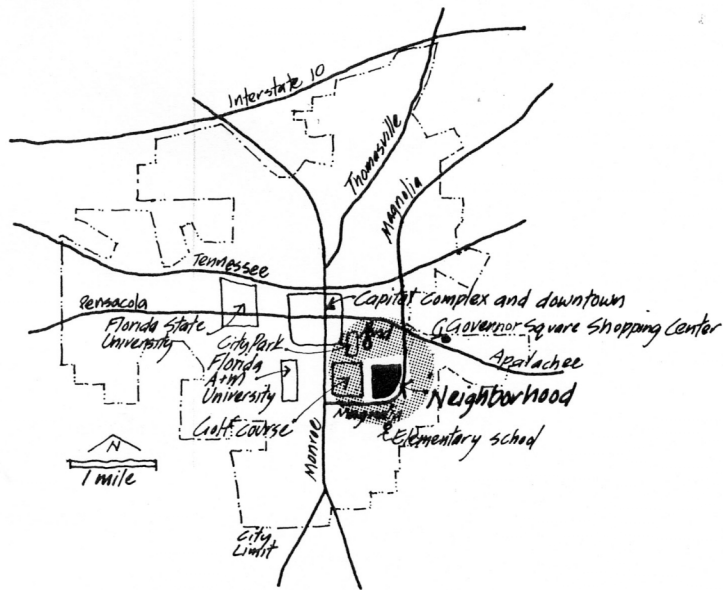 Interstate 10
Thomasville
Magnolia
Tennessee
Pensacola
Capital Complex and downtown
Florida State
University
Governor Square Shopping Center
City Park
Apalachee
Florida
A+M
University
Neighborhood
Golf Course
Magnolia
Elementary school
Monroe
N
1 mile
City
Limit